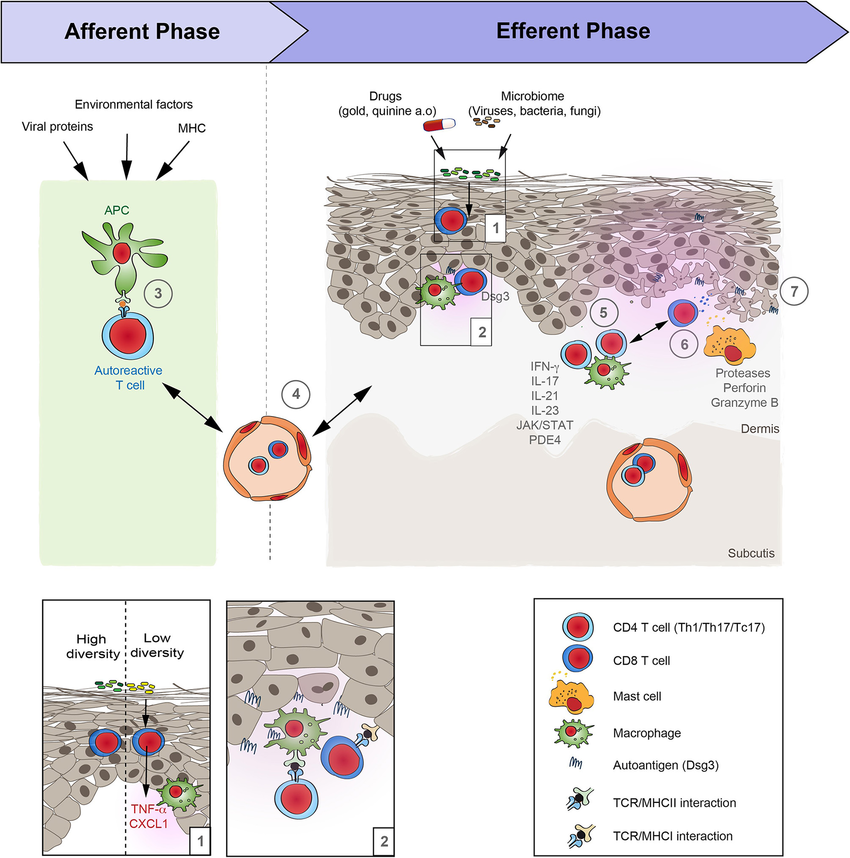 Afferent Phase
Efferent Phase
Environmental factors
Viral proteins
MHC
Drugs
(gold, quinine a.o)
Microbiome
(Viruses, bacteria, fungi)
APC
3
Autoreactive
T cell
4
1
Dsg3
2
5
6
7
IFN-γ
IL-17
IL-21
IL-23
JAK/STAT
PDE4
Proteases
Perforin
Granzyme B
Dermis
Subcutis
High
diversity
Low
diversity
TNF-α
CXCL1
1
2
CD4 T cell (Th1/Th17/Tc17)
CD8 T cell
Mast cell
Macrophage
Autoantigen (Dsg3)
TCR/MHCII interaction
TCR/MHCI interaction